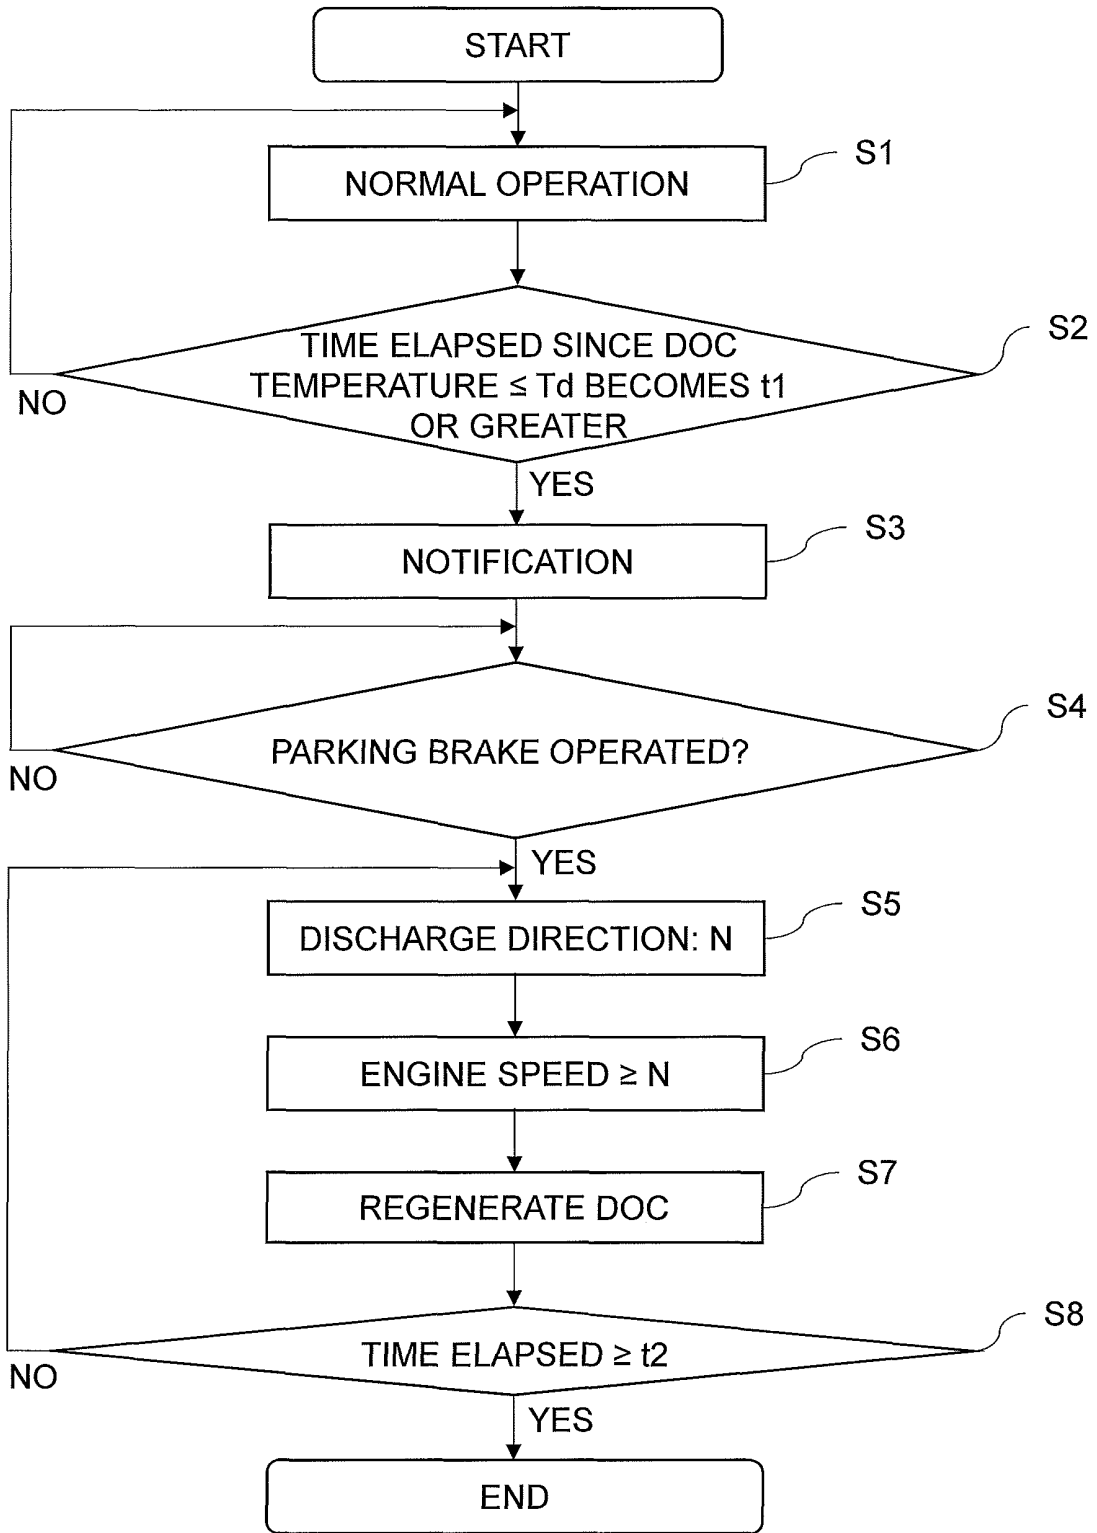 START
NORMAL OPERATION
S1
TIME ELAPSED SINCE DOC
TEMPERATURE ≤ Td BECOMES t1
OR GREATER
S2
NO
YES
NOTIFICATION
S3
PARKING BRAKE OPERATED?
S4
NO
YES
DISCHARGE DIRECTION: N
S5
ENGINE SPEED ≥ N
S6
REGENERATE DOC
S7
TIME ELAPSED ≥ t2
S8
NO
YES
END